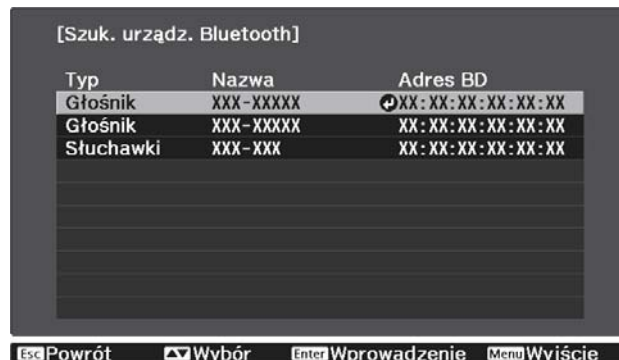 [Szuk. urządz. Bluetooth]
Typ Nazwa Adres BD
Głośnik XXX-XXXXX XX:XX:XX:XX:XX:XX
Głośnik XXX-XXXXX XX:XX:XX:XX:XX:XX
Słuchawki XXX-XXX XX:XX:XX:XX:XX:XX
Esc Powrót Wybór Enter Wprowadzenie Menu Wyjście